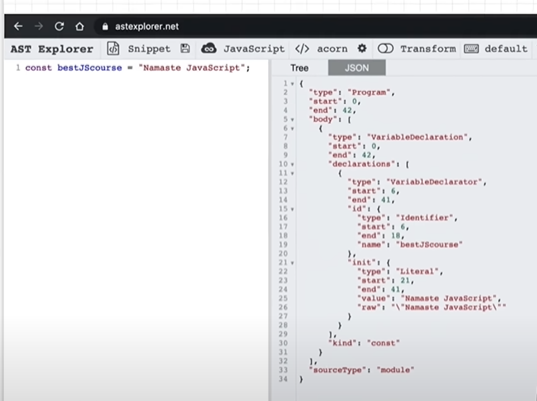 astexplorer.net
AST Explorer Snippet JavaScript </> acorn Transform default
1 const bestJScourse = "Namaste JavaScript";
Tree JSON
1 {
2 "type": "Program",
3 "start": 0,
4 "end": 42,
5 "body": [
6 {
7 "type": "VariableDeclaration",
8 "start": 0,
9 "end": 42,
10 "declarations": [
11 {
12 "type": "VariableDeclarator",
13 "start": 6,
14 "end": 41,
15 "id": {
16 "type": "Identifier",
17 "start": 6,
18 "end": 18,
19 "name": "bestJScourse"
20 },
21 "init": {
22 "type": "Literal",
23 "start": 21,
24 "end": 41,
25 "value": "Namaste JavaScript",
26 "raw": "\"Namaste JavaScript\""
27 }
28 }
29 ],
30 "kind": "const"
31 }
32 ],
33 "sourceType": "module"
34 }